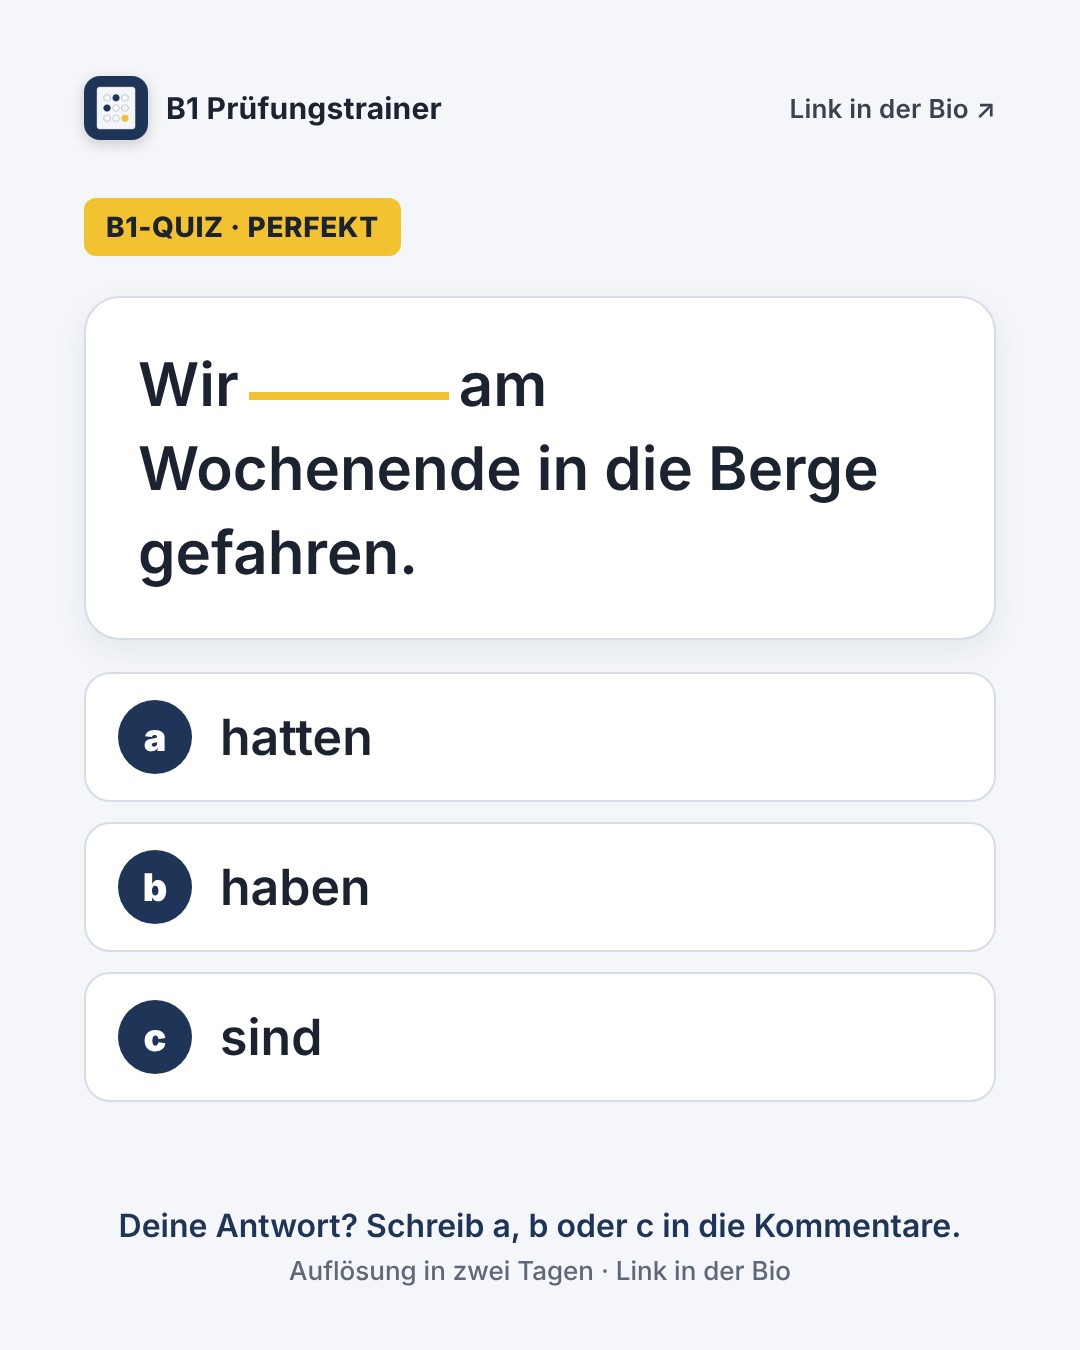 B1 Prüfungstrainer
Link in der Bio ↗
B1-QUIZ · PERFEKT
Wir ______ am
Wochenende in die Berge
gefahren.
a hatten
b haben
c sind
Deine Antwort? Schreib a, b oder c in die Kommentare.
Auflösung in zwei Tagen · Link in der Bio